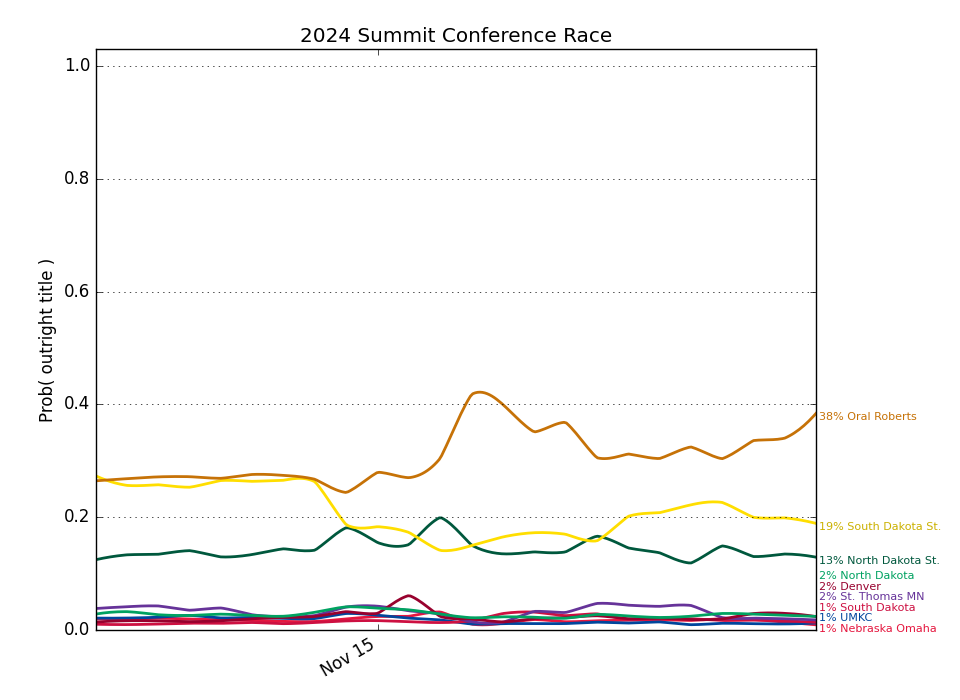 2024 Summit Conference Race
Prob( outright title )
1.0
0.8
0.6
0.4
0.2
0.0
Nov 15
38% Oral Roberts
19% South Dakota St.
13% North Dakota St.
2% North Dakota
2% Denver
2% St. Thomas MN
1% South Dakota
1% UMKC
1% Nebraska Omaha